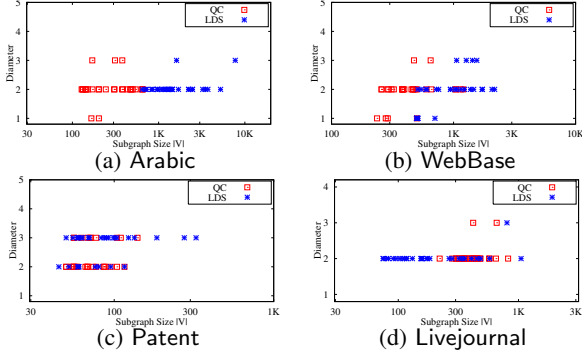 5
4
3
2
1
Diameter
QC
LDS
30 100 300 1K 3K 10K
Subgraph Size |V|
(a) Arabic
5
4
3
2
1
Diameter
QC
LDS
100 300 1K 3K 10K
Subgraph Size |V|
(b) WebBase
5
4
3
2
1
Diameter
QC
LDS
30 100 300 1K
Subgraph Size |V|
(c) Patent
4
3
2
1
Diameter
QC
LDS
30 100 300 1K 3K
Subgraph Size |V|
(d) Livejournal